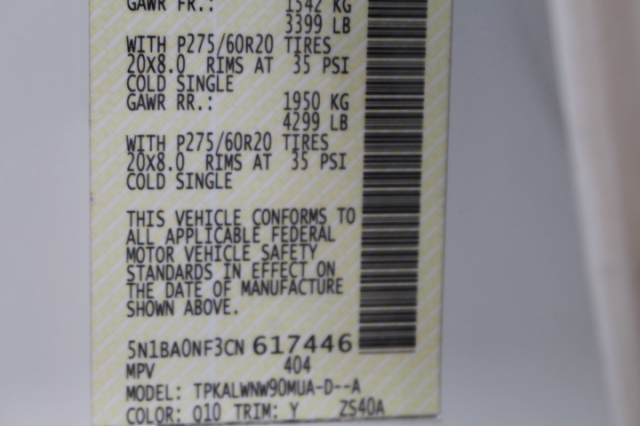 GAWR FR.: 1542 KG
3399 LB
WITH P275/60R20 TIRES
20X8.0 RIMS AT 35 PSI
COLD SINGLE
GAWR RR.: 1950 KG
4299 LB
WITH P275/60R20 TIRES
20X8.0 RIMS AT 35 PSI
COLD SINGLE
THIS VEHICLE CONFORMS TO
ALL APPLICABLE FEDERAL
MOTOR VEHICLE SAFETY
STANDARDS IN EFFECT ON
THE DATE OF MANUFACTURE
SHOWN ABOVE.
5N1BA0NF3CN 617446
MPV 404
MODEL: TPKALWNW90MUA-D--A
COLOR: Q10 TRIM: Y ZS40A